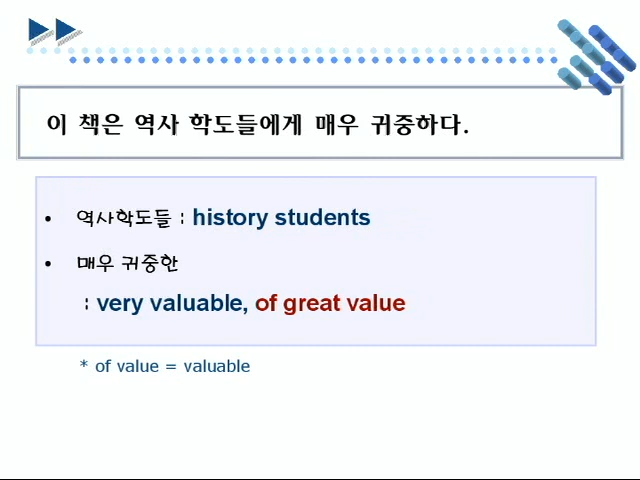 이 책은 역사 학도들에게 매우 귀중하다.
• 역사학도들 : history students
• 매우 귀중한
: very valuable, of great value
* of value = valuable